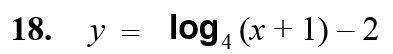 18. y = log₄ (x + 1) – 2